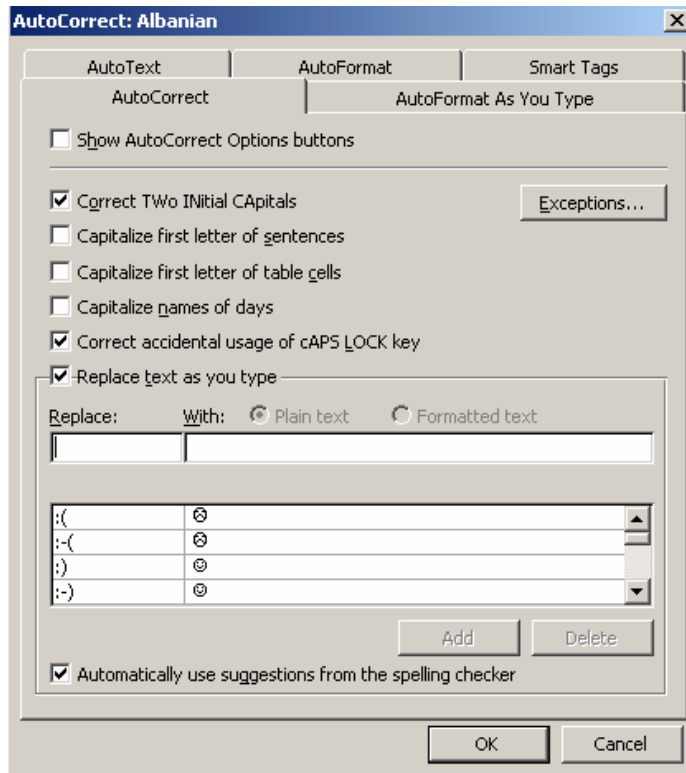 AutoCorrect: Albanian
AutoText AutoFormat Smart Tags
AutoCorrect AutoFormat As You Type
Show AutoCorrect Options buttons
Correct TWo INitial CApitals Exceptions...
Capitalize first letter of sentences
Capitalize first letter of table cells
Capitalize names of days
Correct accidental usage of cAPS LOCK key
Replace text as you type
Replace: With: Plain text Formatted text
:( ☹
:-( ☹
:) ☺
:-) ☺
Add Delete
Automatically use suggestions from the spelling checker
OK Cancel